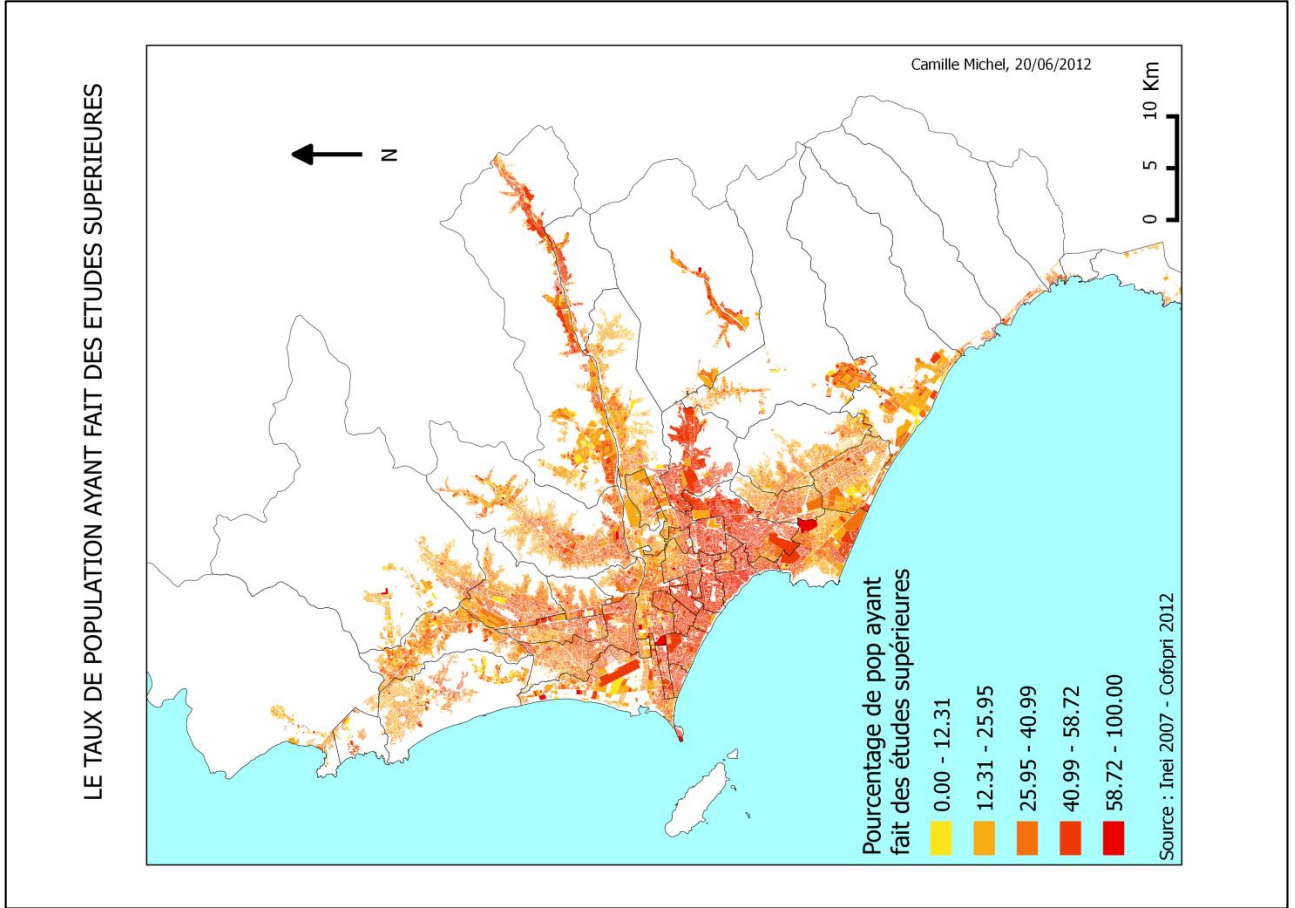 LE TAUX DE POPULATION AYANT FAIT DES ETUDES SUPERIEURES
Camille Michel, 20/06/2012
N
Pourcentage de pop ayant
fait des études supérieures
0.00 - 12.31
12.31 - 25.95
25.95 - 40.99
40.99 - 58.72
58.72 - 100.00
0 5 10 Km
Source : Inei 2007 - Cofopri 2012